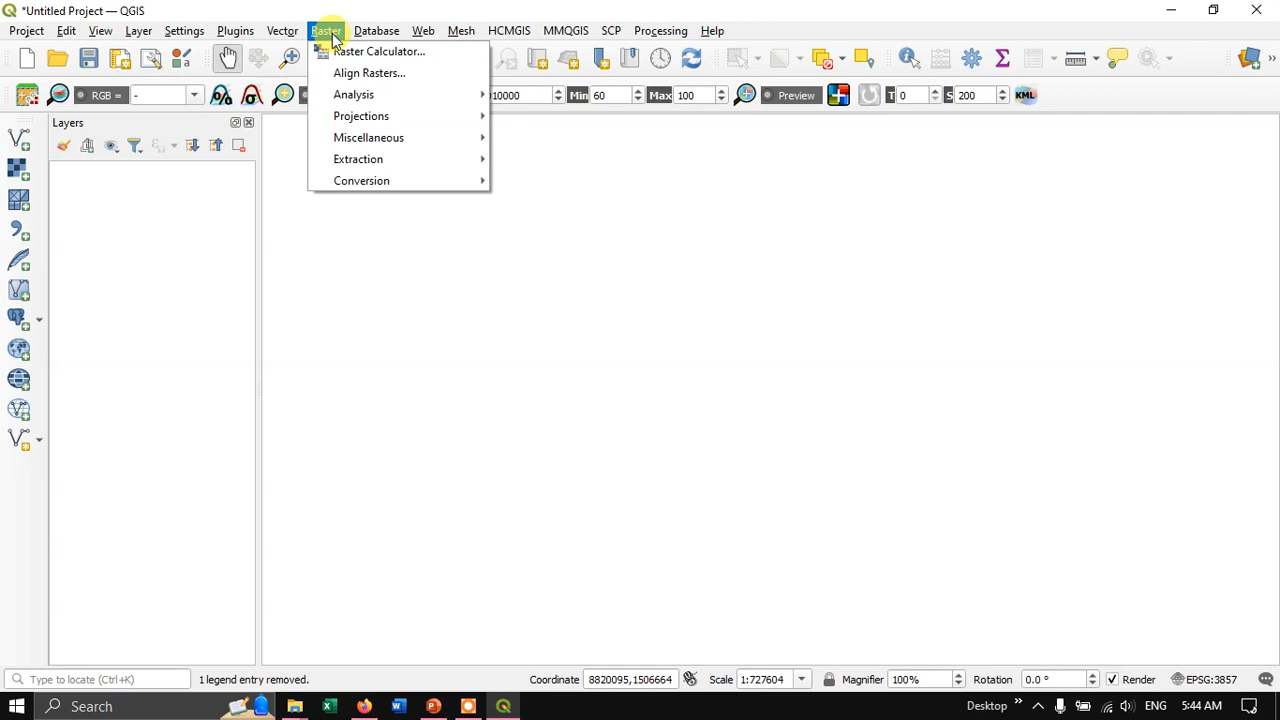 *Untitled Project — QGIS
Project Edit View Layer Settings Plugins Vector Raster Database Web Mesh HCMGIS MMQGIS SCP Processing Help
Raster Calculator...
Align Rasters...
Analysis
Projections
Miscellaneous
Extraction
Conversion
RGB = - 10000 Min 60 Max 100 Preview T 0 S 200 KML
Layers
Type to locate (Ctrl+K) 1 legend entry removed. Coordinate 8820095,1506664 Scale 1:727604 Magnifier 100% Rotation 0.0 ° Render EPSG:3857
Search Desktop ENG 5:44 AM